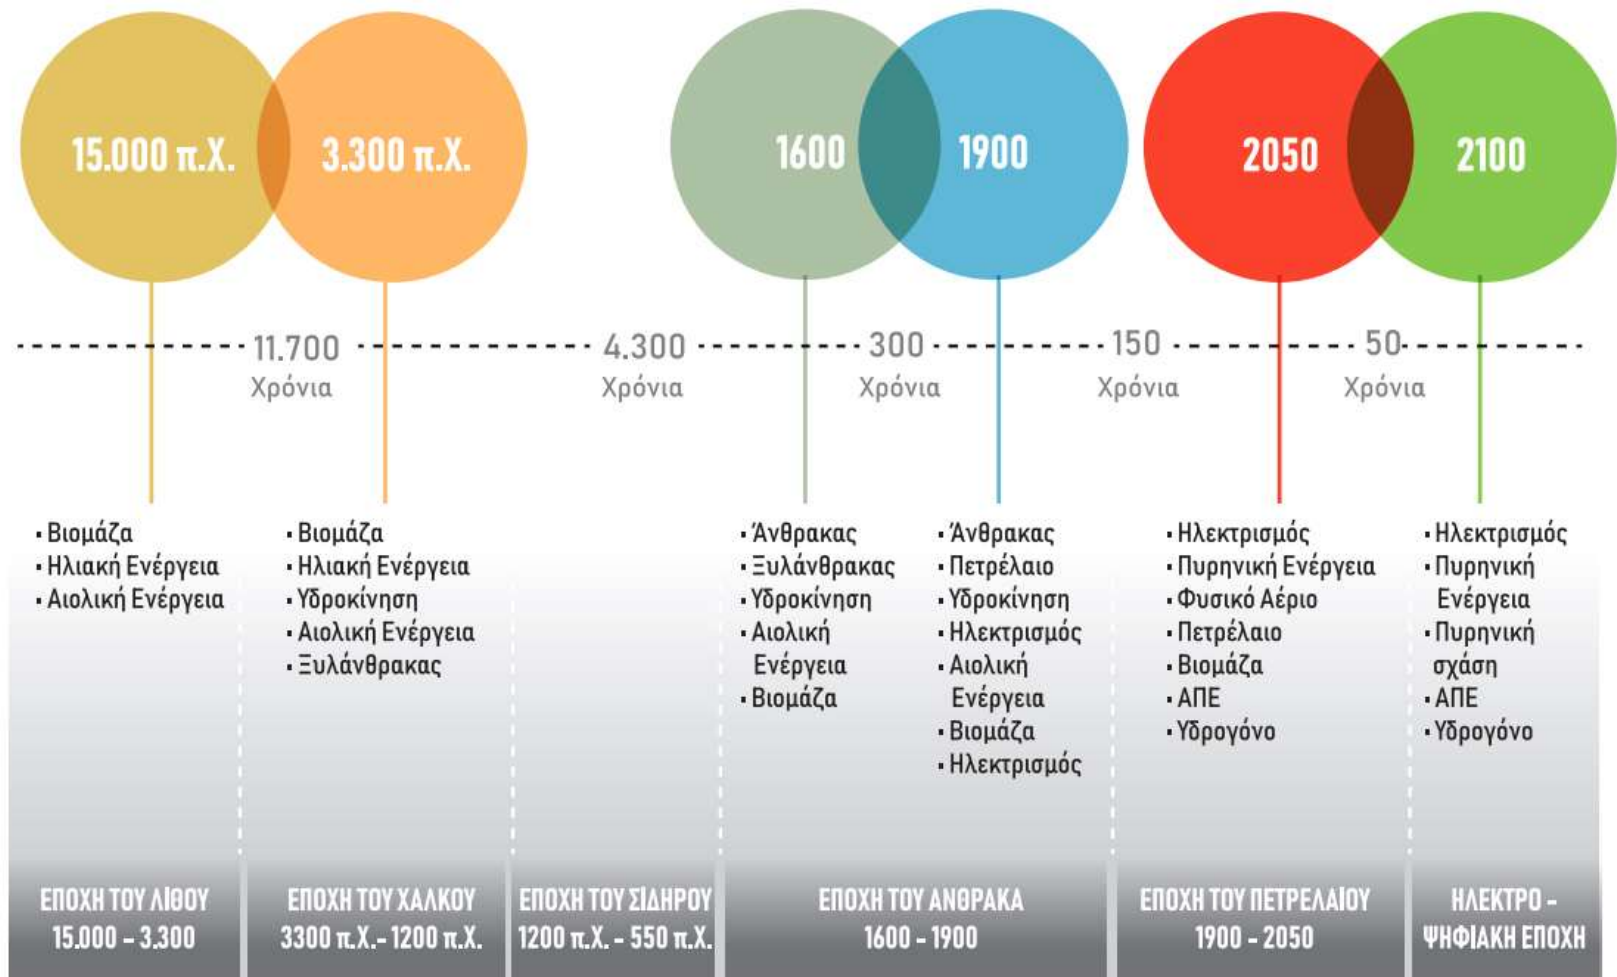 15.000 π.Χ.
3.300 π.Χ.
1600
1900
2050
2100
11.700
Χρόνια
4.300
Χρόνια
300
Χρόνια
150
Χρόνια
50
Χρόνια
· Βιομάζα
· Ηλιακή Ενέργεια
· Αιολική Ενέργεια
· Βιομάζα
· Ηλιακή Ενέργεια
· Υδροκίνηση
· Αιολική Ενέργεια
· Ξυλάνθρακας
· Άνθρακας
· Ξυλάνθρακας
· Υδροκίνηση
· Αιολική
Ενέργεια
· Βιομάζα
· Άνθρακας
· Πετρέλαιο
· Υδροκίνηση
· Ηλεκτρισμός
· Αιολική
Ενέργεια
· Βιομάζα
· Ηλεκτρισμός
· Ηλεκτρισμός
· Πυρηνική Ενέργεια
· Φυσικό Αέριο
· Πετρέλαιο
· Βιομάζα
· ΑΠΕ
· Υδρογόνο
· Ηλεκτρισμός
· Πυρηνική
Ενέργεια
· Πυρηνική
σχάση
· ΑΠΕ
· Υδρογόνο
ΕΠΟΧΗ ΤΟΥ ΛΙΘΟΥ
15.000 - 3.300
ΕΠΟΧΗ ΤΟΥ ΧΑΛΚΟΥ
3300 π.Χ.- 1200 π.Χ.
ΕΠΟΧΗ ΤΟΥ ΣΙΔΗΡΟΥ
1200 π.Χ. - 550 π.Χ.
ΕΠΟΧΗ ΤΟΥ ΑΝΘΡΑΚΑ
1600 - 1900
ΕΠΟΧΗ ΤΟΥ ΠΕΤΡΕΛΑΙΟΥ
1900 - 2050
ΗΛΕΚΤΡΟ -
ΨΗΦΙΑΚΗ ΕΠΟΧΗ